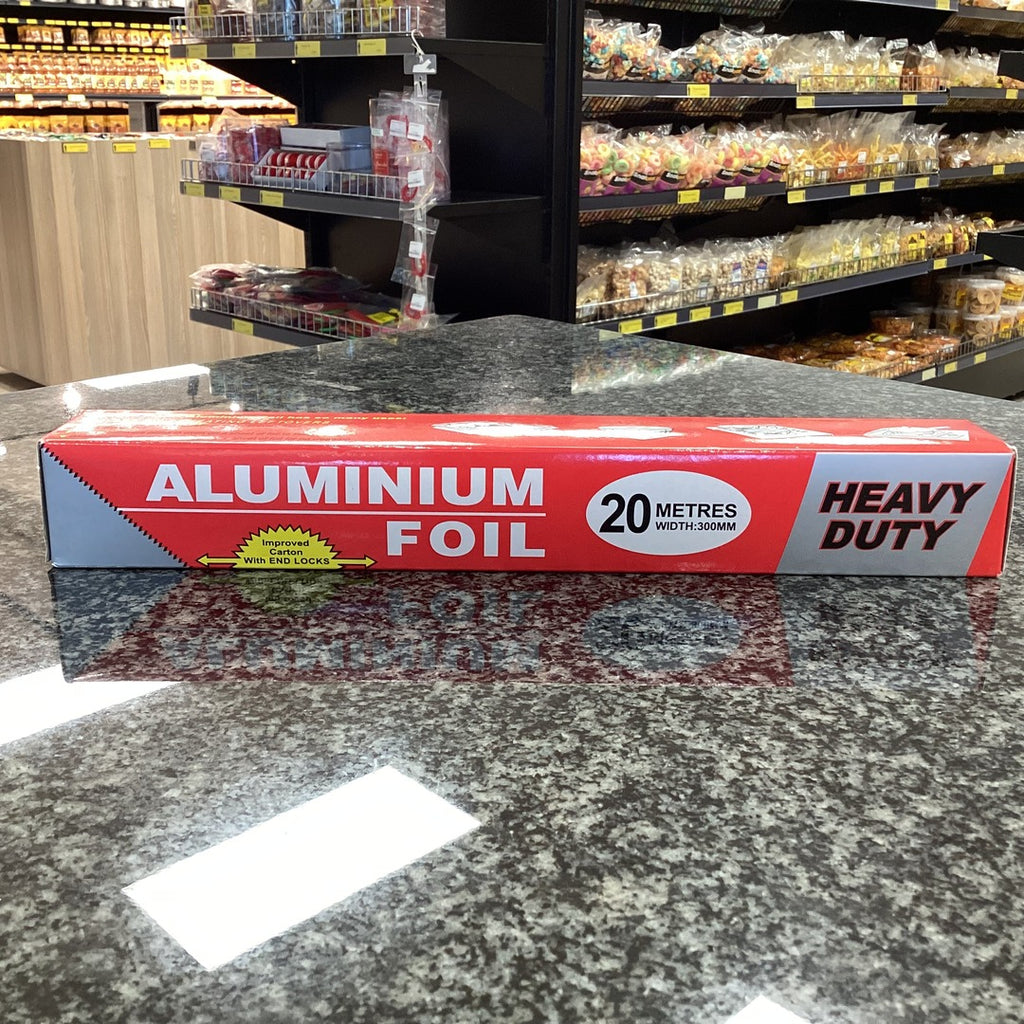 ALUMINIUM
FOIL
Improved
Carton
With END LOCKS
20 METRES
WIDTH:300MM
HEAVY
DUTY